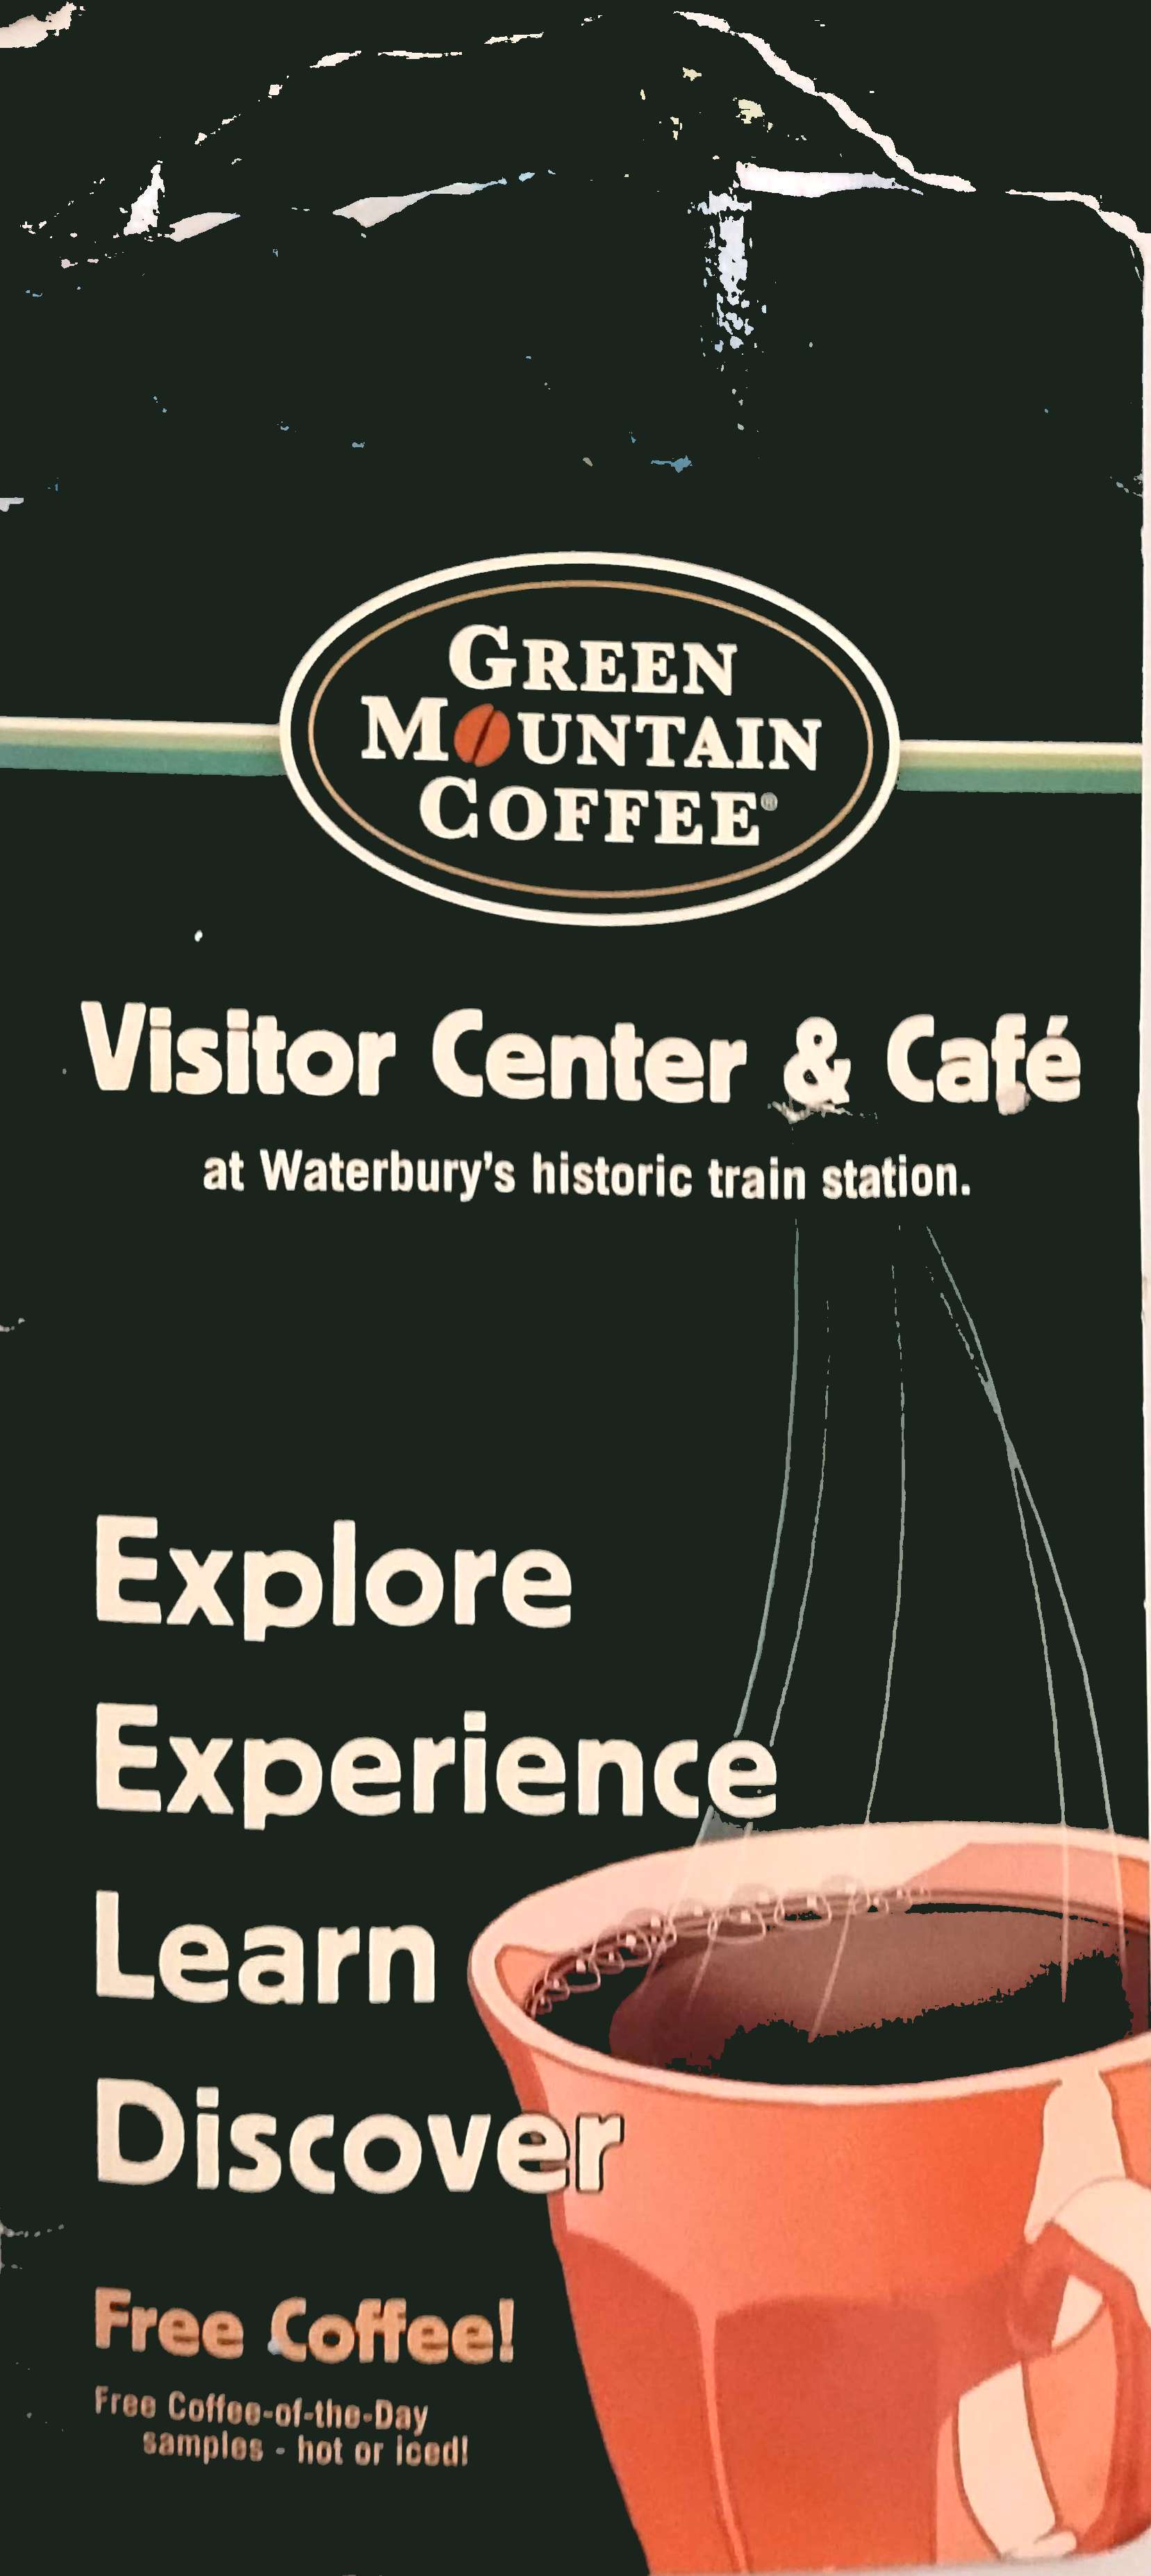 GREEN
MOUNTAIN
COFFEE®
Visitor Center & Café
at Waterbury's historic train station.
Explore
Experience
Learn
Discover
Free Coffee!
Free Coffee-of-the-Day
samples - hot or iced!